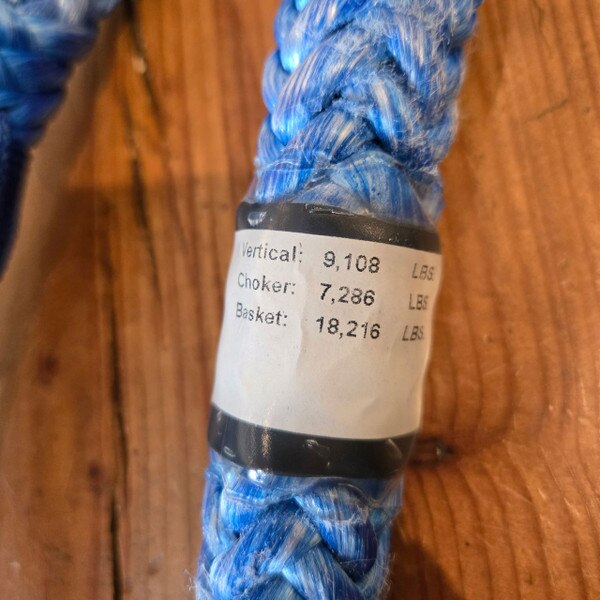 Vertical: 9,108 LBS.
Choker: 7,286 LBS.
Basket: 18,216 LBS.